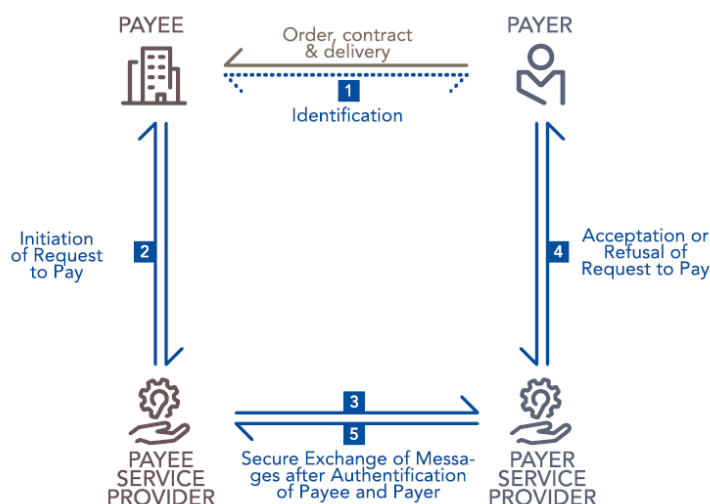 PAYEE
Order, contract
& delivery
PAYER
1
Identification
Initiation
of Request
to Pay
2
4
Acceptation or
Refusal of
Request to Pay
3
5
PAYEE
SERVICE
PROVIDER
Secure Exchange of Messa-
ges after Authentification
of Payee and Payer
PAYER
SERVICE
PROVIDER